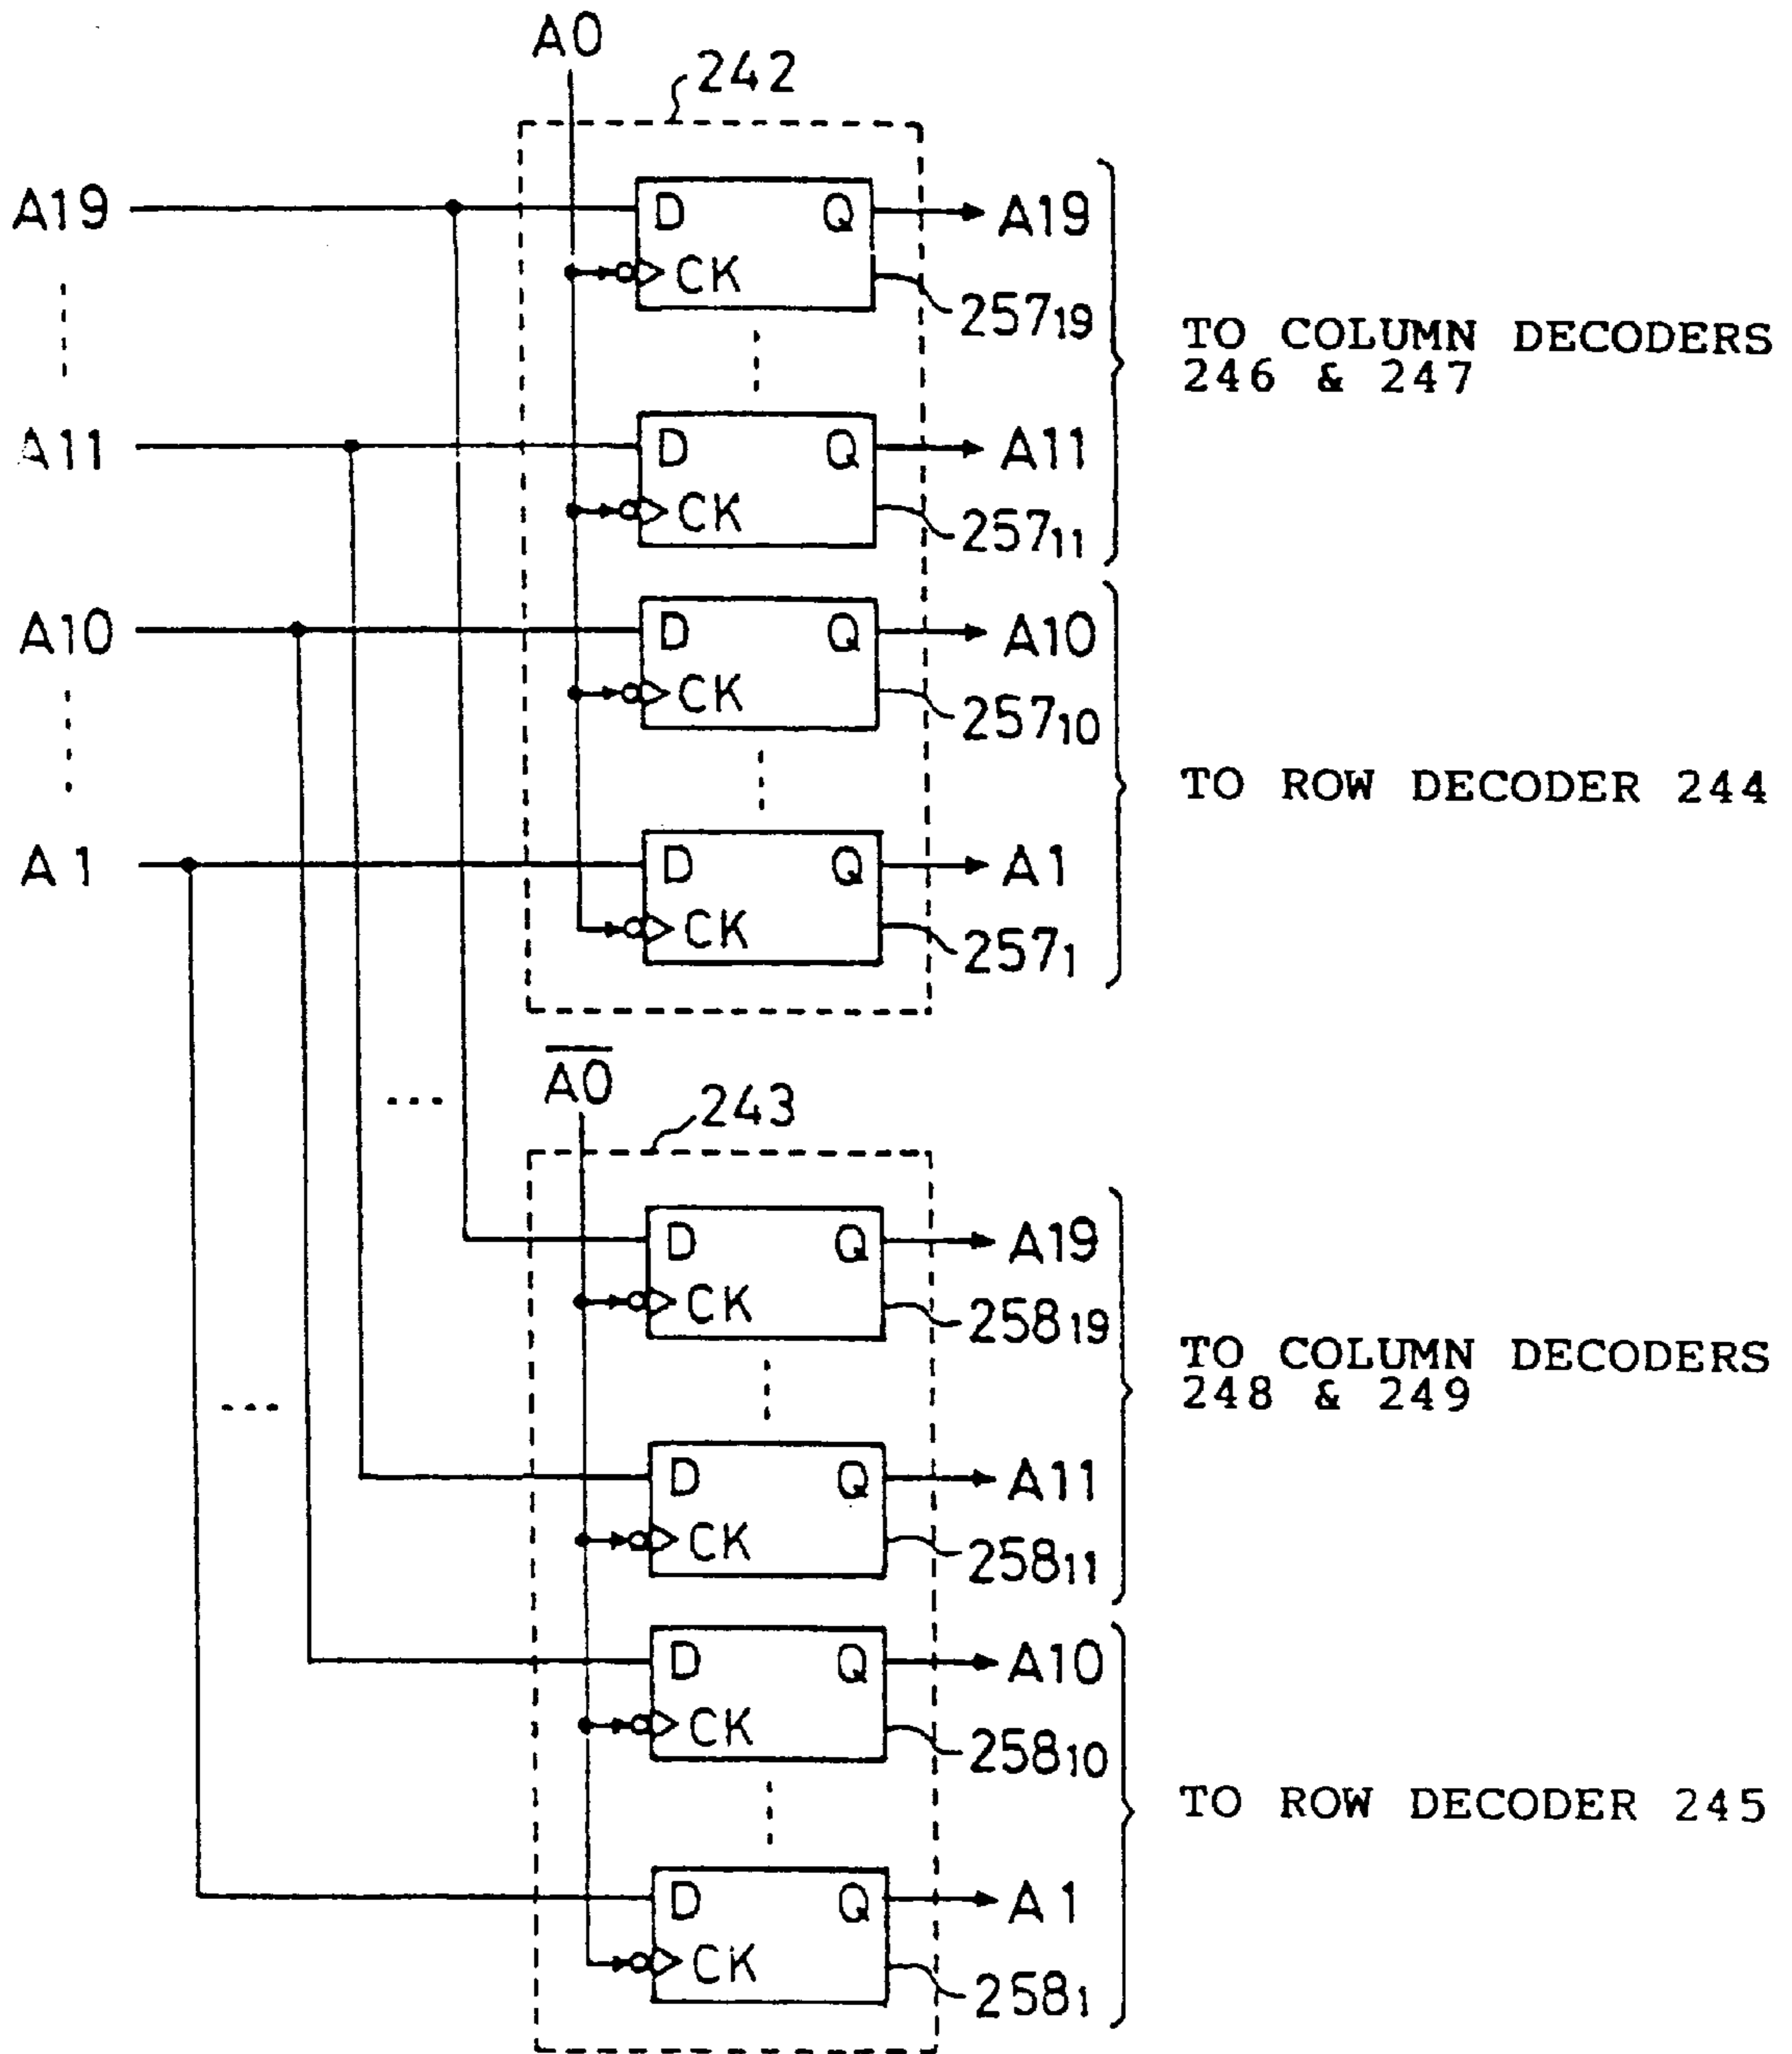 A0
242
A19 D Q A19
CK
257₁₉
TO COLUMN DECODERS
246 & 247
A11 D Q A11
CK
257₁₁
A10 D Q A10
CK
257₁₀
TO ROW DECODER 244
A1 D Q A1
CK
257₁
A̅0̅
243
D Q A19
CK
258₁₉
TO COLUMN DECODERS
248 & 249
D Q A11
CK
258₁₁
D Q A10
CK
258₁₀
TO ROW DECODER 245
D Q A1
CK
258₁